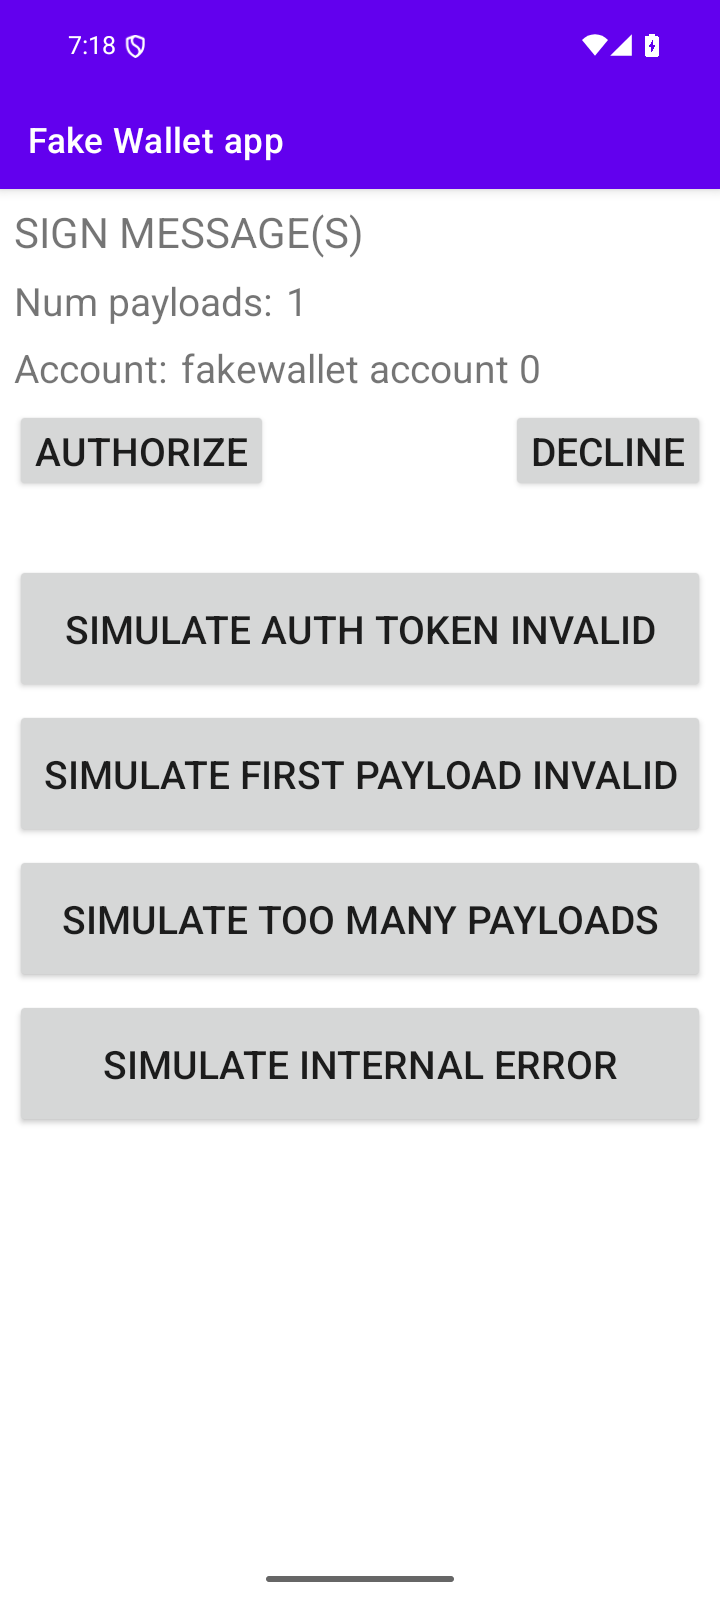 7:18
Fake Wallet app
SIGN MESSAGE(S)
Num payloads: 1
Account: fakewallet account 0
AUTHORIZE DECLINE
SIMULATE AUTH TOKEN INVALID
SIMULATE FIRST PAYLOAD INVALID
SIMULATE TOO MANY PAYLOADS
SIMULATE INTERNAL ERROR